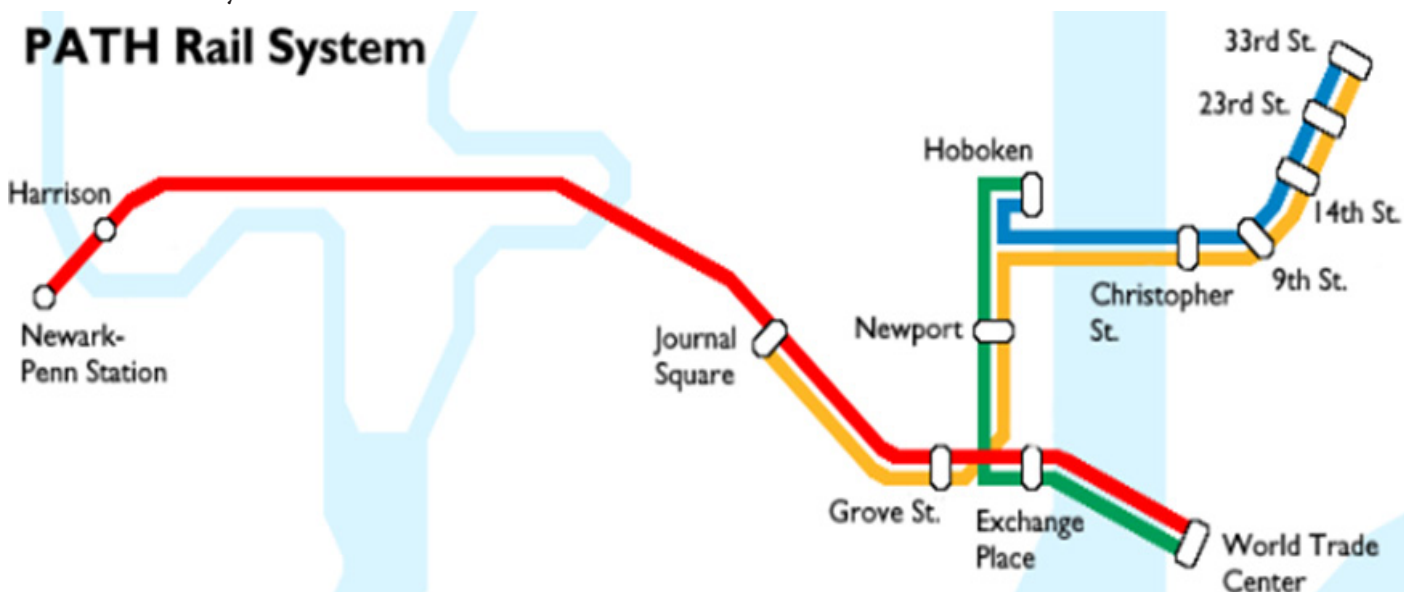 PATH Rail System
33rd St.
23rd St.
Hoboken
Harrison
14th St.
9th St.
Christopher
St.
Newport
Newark-
Penn Station
Journal
Square
Grove St.
Exchange
Place
World Trade
Center